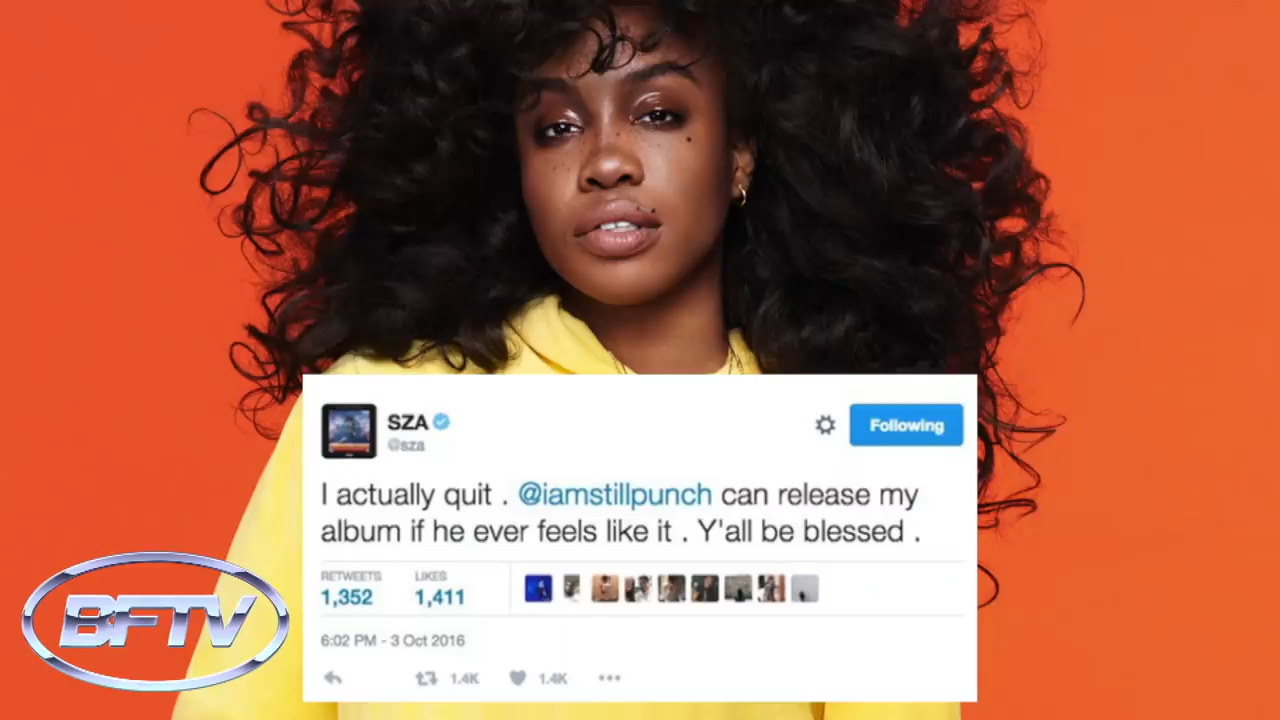 SZA
@sza
Following
I actually quit . @iamstillpunch can release my
album if he ever feels like it . Y'all be blessed .
RETWEETS LIKES
1,352 1,411
6:02 PM - 3 Oct 2016
1.4K 1.4K
BFTV